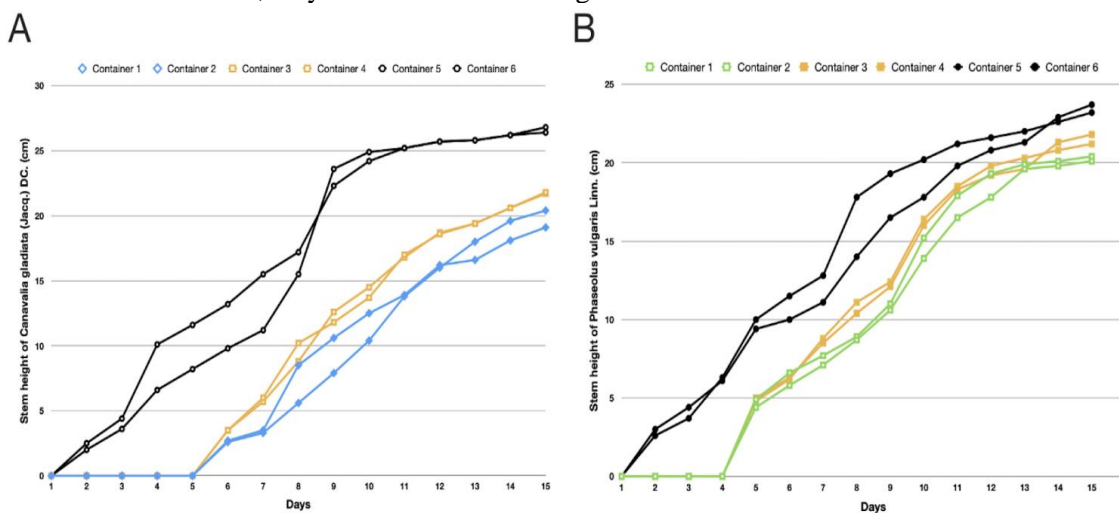 A
Container 1 Container 2 Container 3 Container 4 Container 5 Container 6
Stem height of Canavalia gladiata (Jacq.) DC. (cm)
30
25
20
15
10
5
0
1 2 3 4 5 6 7 8 9 10 11 12 13 14 15
Days
B
Container 1 Container 2 Container 3 Container 4 Container 5 Container 6
Stem height of Phaseolus vulgaris Linn. (cm)
25
20
15
10
5
0
1 2 3 4 5 6 7 8 9 10 11 12 13 14 15
Days